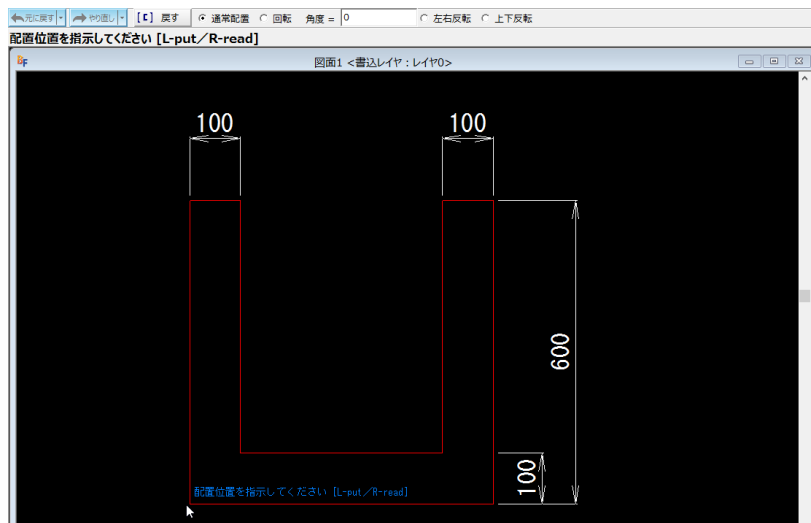 元に戻す やり直し [C] 戻す 通常配置 回転 角度 = 0 左右反転 上下反転
配置位置を指示してください [L-put／R-read]
図面1 <書込レイヤ：レイヤ0>
100 100
600
100
配置位置を指示してください [L-put／R-read]